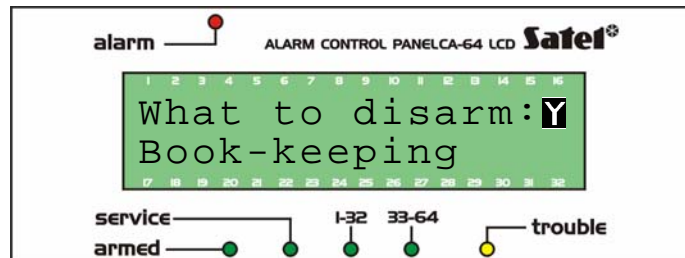 alarm ALARM CONTROL PANELCA-64 LCD Satel®
1 2 3 4 5 6 7 8 9 10 11 12 13 14 15 16
What to disarm:Y
Book-keeping
17 18 19 20 21 22 23 24 25 26 27 28 29 30 31 32
service 1-32 33-64 trouble
armed